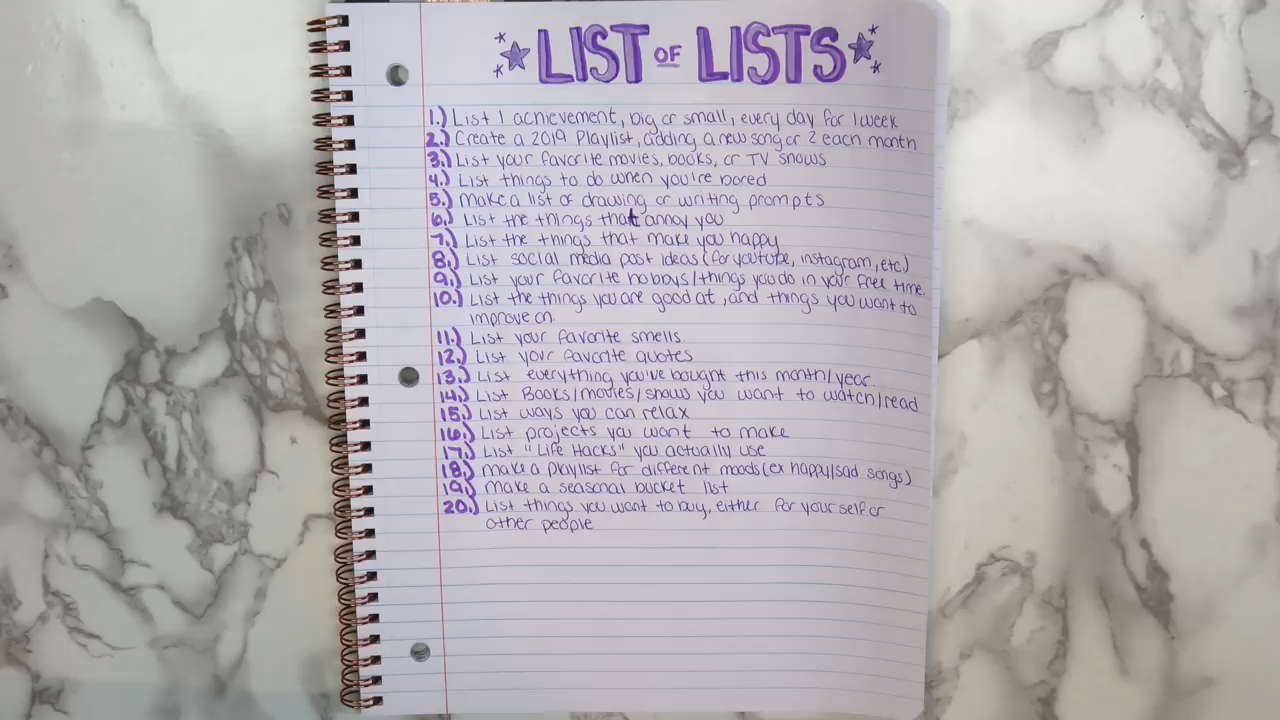 LIST OF LISTS
1.) List 1 achievement, big or small, every day for 1 week
2.) Create a 2019 Playlist, adding a new song or 2 each month
3.) List your favorite movies, books, or TV shows
4.) List things to do when you're bored
5.) make a list of drawing or writing prompts
6.) List the things that annoy you
7.) List the things that make you happy
8.) List social media post ideas (for youtube, instagram, etc.)
9.) List your favorite hobbys/things you do in your free time.
10.) List the things you are good at, and things you want to
improve on.
11.) List your favorite smells.
12.) List your favorite quotes
13.) List everything you've bought this month/year.
14.) List Books/movies/shows you want to watch/read
15.) List ways you can relax
16.) List projects you want to make
17.) List "Life Hacks" you actually use
18.) make a playlist for different moods (ex happy/sad songs)
19.) make a seasonal bucket list
20.) List things you want to buy, either for your self or
other people